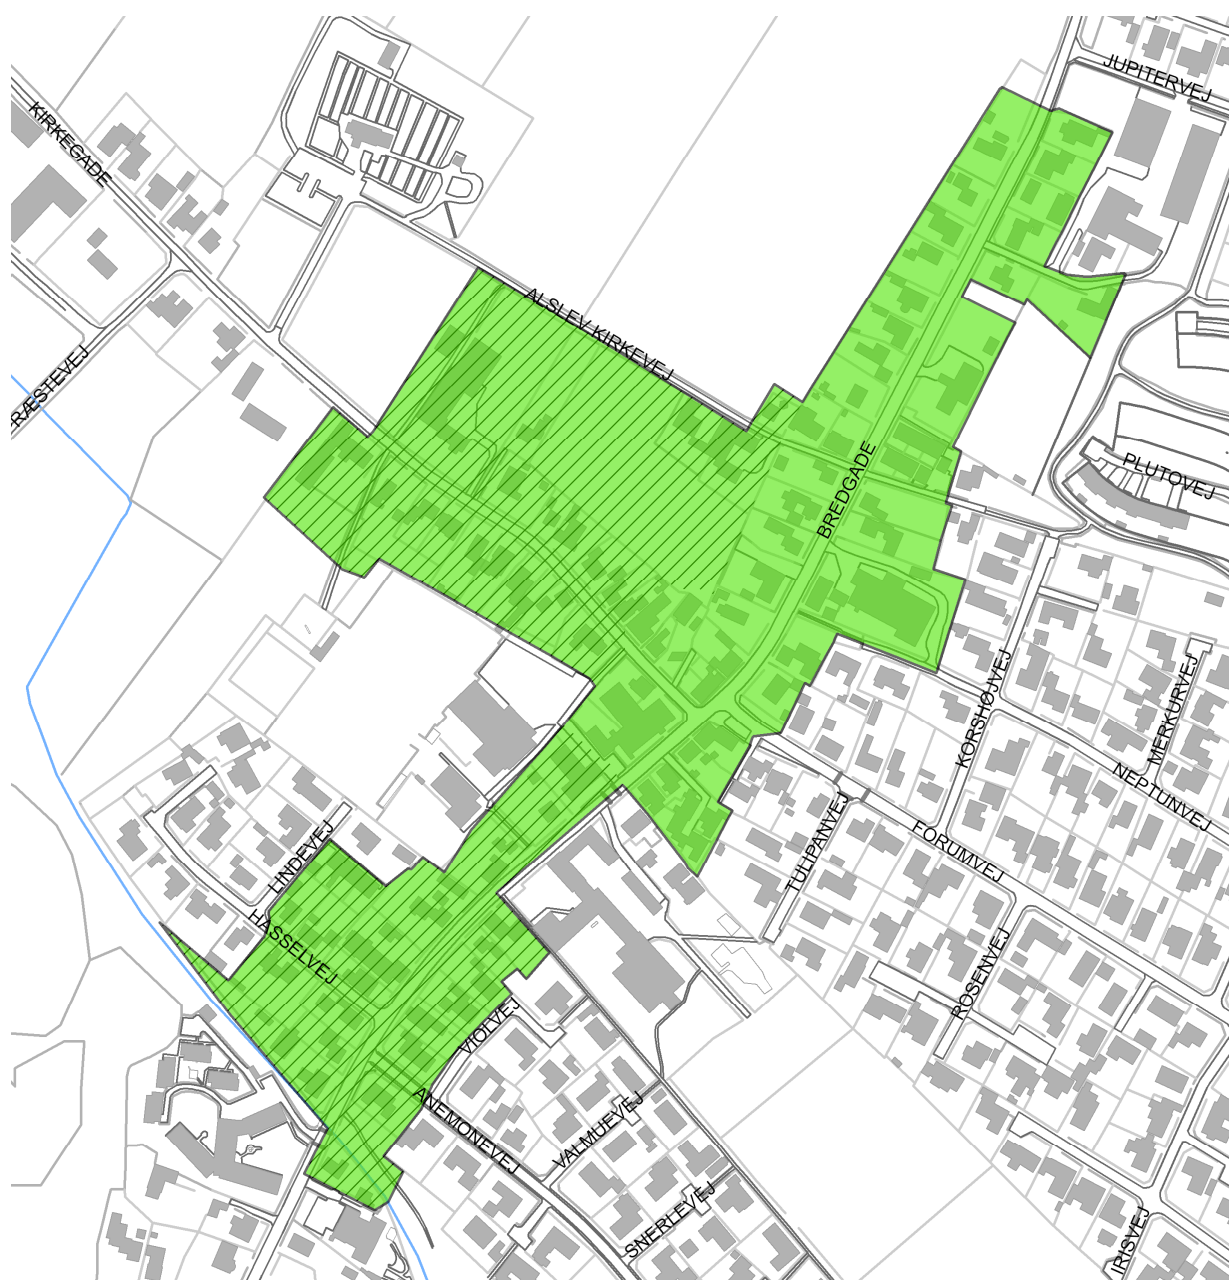 JUPITERVEJ
KIRKEGADE
ALSLEV KIRKEVEJ
RÆSTEVEJ
BREDGADE
PLUTOVEJ
KORSHØJVEJ
MERKURVEJ
NEPTUNVEJ
TULIPANVEJ
FORUMVEJ
LINDEVEJ
HASSELVEJ
ROSENVEJ
VIOLVEJ
ANEMONEVEJ
VALMUEVEJ
SNERLEVEJ
IRISVEJ